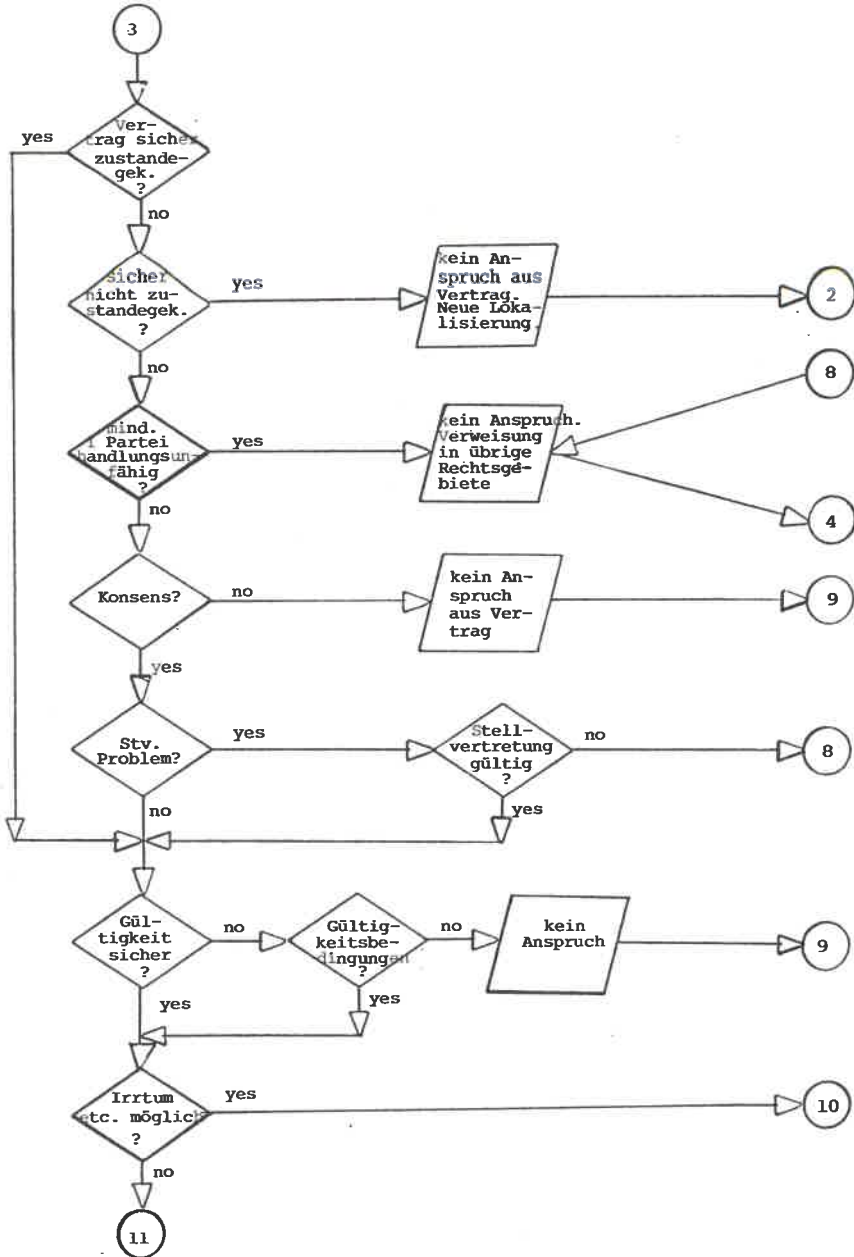 3
yes
Ver-
trag sicher
zustande-
gek.
?
no
sicher
nicht zu-
standegek.
?
yes
kein An-
spruch aus
Vertrag.
Neue Loka-
lisierung.
2
no
8
mind.
1 Partei
handlungsun-
fähig
?
yes
kein Anspruch.
Verweisung
in übrige
Rechtsge-
biete
4
no
Konsens?
no
kein An-
spruch
aus Ver-
trag
9
yes
Stv.
Problem?
yes
Stell-
vertretung
gültig
?
no
8
no
yes
Gül-
tigkeit
sicher
?
no
Gültig-
keitsbe-
dingungen
?
no
kein
Anspruch
9
yes
yes
Irrtum
etc. möglich
?
yes
10
no
11